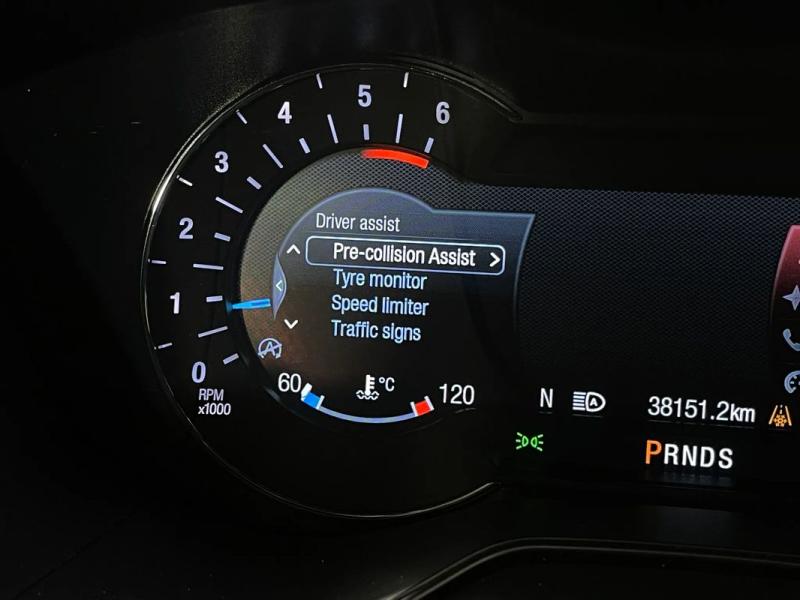 6
5
4
3
2
1
0
RPM
x1000
Driver assist
Pre-collision Assist
Tyre monitor
Speed limiter
Traffic signs
60
°C
120
N
A
38151.2km
PRNDS
A